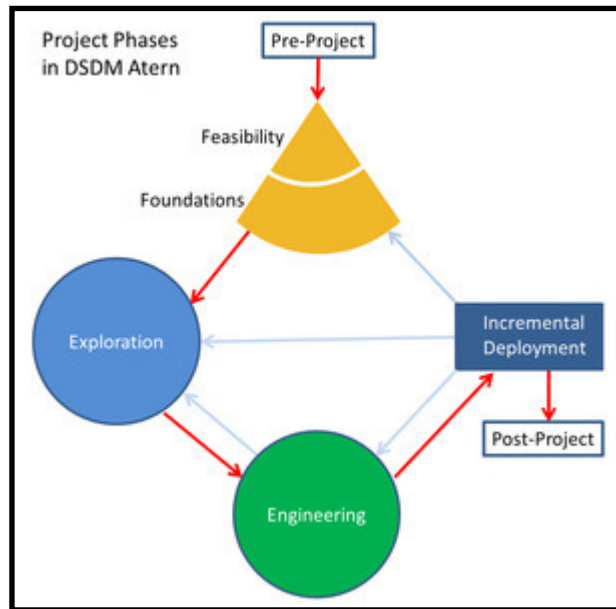 Project Phases
in DSDM Atern
Pre-Project
Feasibility
Foundations
Exploration
Incremental
Deployment
Post-Project
Engineering